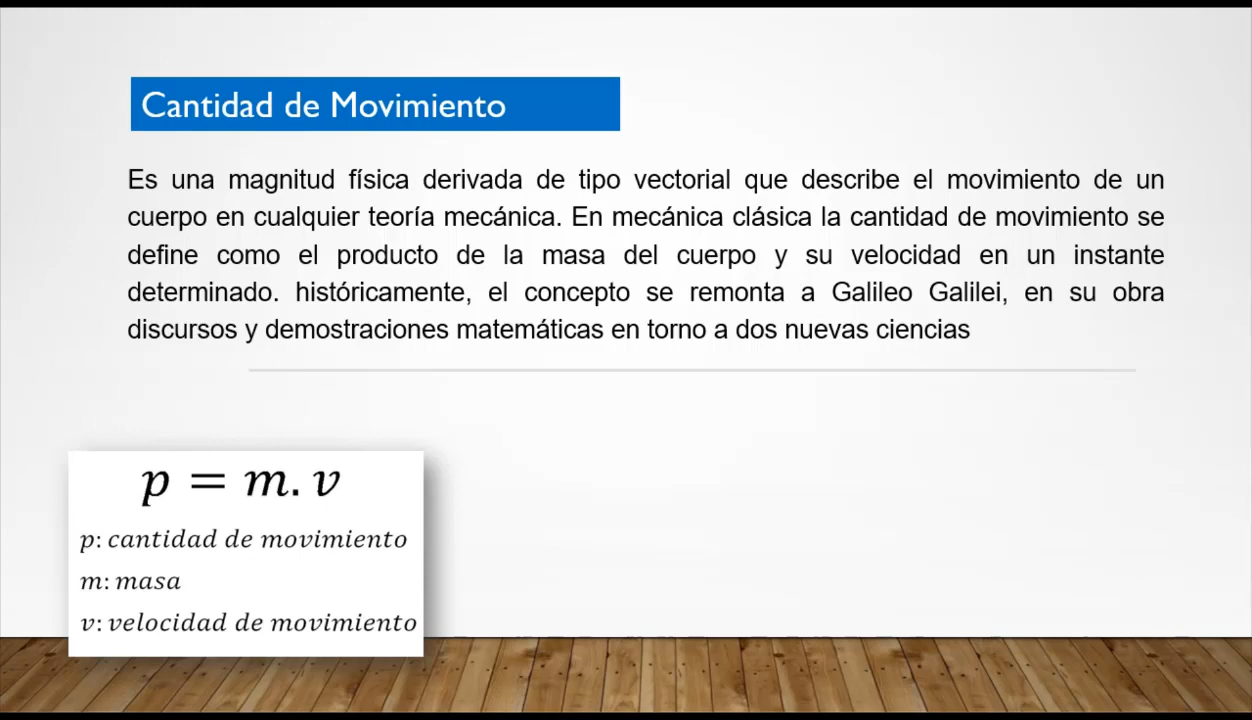 Cantidad de Movimiento
Es una magnitud física derivada de tipo vectorial que describe el movimiento de un
cuerpo en cualquier teoría mecánica. En mecánica clásica la cantidad de movimiento se
define como el producto de la masa del cuerpo y su velocidad en un instante
determinado. históricamente, el concepto se remonta a Galileo Galilei, en su obra
discursos y demostraciones matemáticas en torno a dos nuevas ciencias
p = m. v
p: cantidad de movimiento
m: masa
v: velocidad de movimiento